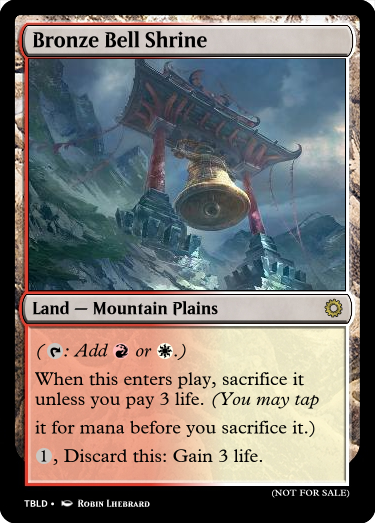 Bronze Bell Shrine
Land — Mountain Plains
( : Add or .)
When this enters play, sacrifice it
unless you pay 3 life. (You may tap
it for mana before you sacrifice it.)
1, Discard this: Gain 3 life.
(NOT FOR SALE)
TBLD • Robin Lhebrard